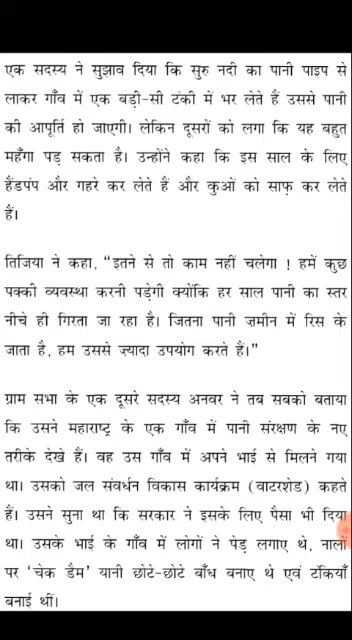 एक सदस्य ने सुझाव दिया कि सुरु नदी का पानी पाइप से
लाकर गाँव में एक बड़ी-सी टंकी में भर लेते हैं उससे पानी
की आपूर्ति हो जाएगी। लेकिन दूसरों को लगा कि यह बहुत
महँगा पड़ सकता है। उन्होंने कहा कि इस साल के लिए
हैंडपंप और गहरे कर लेते हैं और कुओं को साफ़ कर लेते
हैं।
तिजिया ने कहा, “इतने से तो काम नहीं चलेगा ! हमें कुछ
पक्की व्यवस्था करनी पड़ेगी क्योंकि हर साल पानी का स्तर
नीचे ही गिरता जा रहा है। जितना पानी ज़मीन में रिस के
जाता है, हम उससे ज़्यादा उपयोग करते हैं।”
ग्राम सभा के एक दूसरे सदस्य अनवर ने तब सबको बताया
कि उसने महाराष्ट्र के एक गाँव में पानी संरक्षण के नए
तरीके देखे हैं। वह उस गाँव में अपने भाई से मिलने गया
था। उसको जल संवर्धन विकास कार्यक्रम (वाटरशेड) कहते
हैं। उसने सुना था कि सरकार ने इसके लिए पैसा भी दिया
था। उसके भाई के गाँव में लोगों ने पेड़ लगाए थे, नालों
पर ‘चेक डैम’ यानी छोटे-छोटे बाँध बनाए थे एवं टंकियाँ
बनाई थीं।